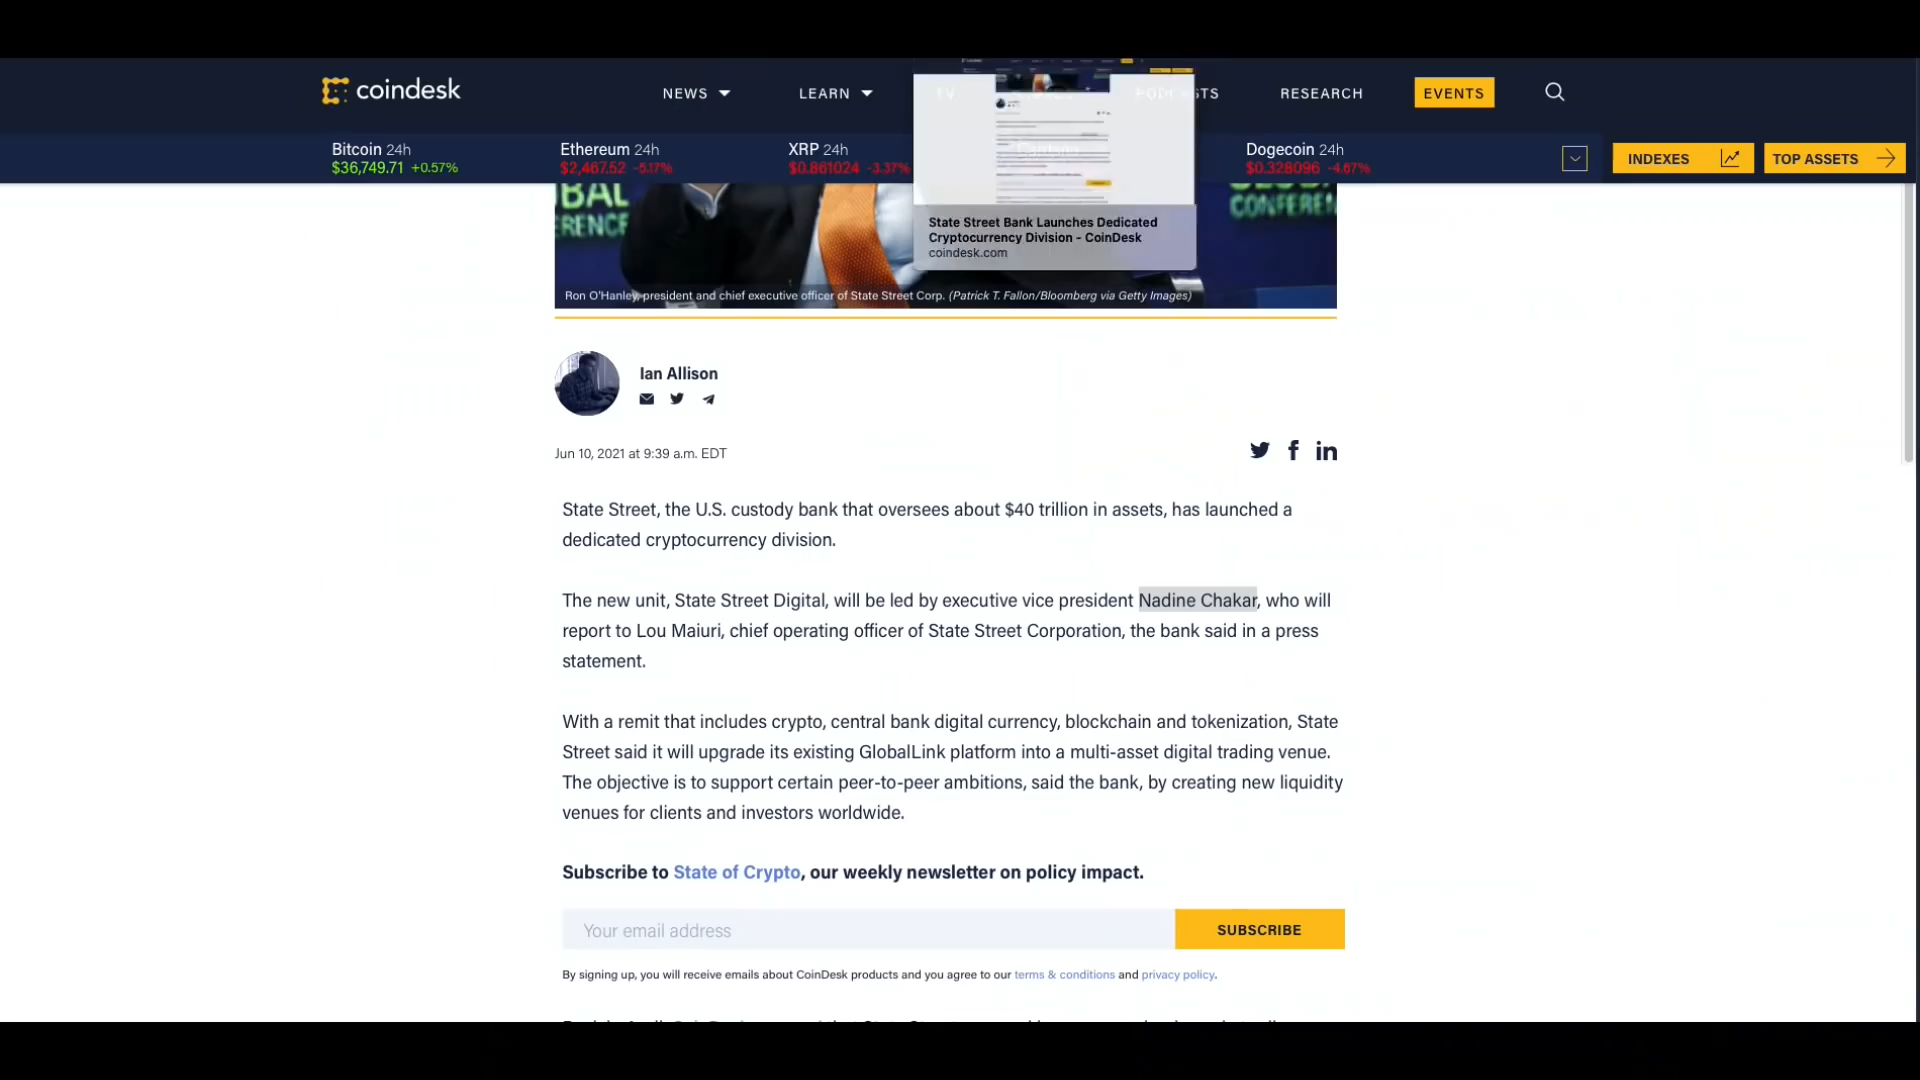 coindesk
NEWS
LEARN
TV
PODCASTS
RESEARCH
EVENTS
Bitcoin 24h
$36,749.71 +0.57%
Ethereum 24h
$2,467.52 -5.17%
XRP 24h
$0.861024 -3.37%
Dogecoin 24h
$0.328096 -4.67%
INDEXES
TOP ASSETS
State Street Bank Launches Dedicated
Cryptocurrency Division - CoinDesk
coindesk.com
CONFEREN
Ron O'Hanley, president and chief executive officer of State Street Corp. (Patrick T. Fallon/Bloomberg via Getty Images)
Ian Allison
Jun 10, 2021 at 9:39 a.m. EDT
State Street, the U.S. custody bank that oversees about $40 trillion in assets, has launched a
dedicated cryptocurrency division.
The new unit, State Street Digital, will be led by executive vice president Nadine Chakar, who will
report to Lou Maiuri, chief operating officer of State Street Corporation, the bank said in a press
statement.
With a remit that includes crypto, central bank digital currency, blockchain and tokenization, State
Street said it will upgrade its existing GlobalLink platform into a multi-asset digital trading venue.
The objective is to support certain peer-to-peer ambitions, said the bank, by creating new liquidity
venues for clients and investors worldwide.
Subscribe to State of Crypto, our weekly newsletter on policy impact.
Your email address
SUBSCRIBE
By signing up, you will receive emails about CoinDesk products and you agree to our terms & conditions and privacy policy.